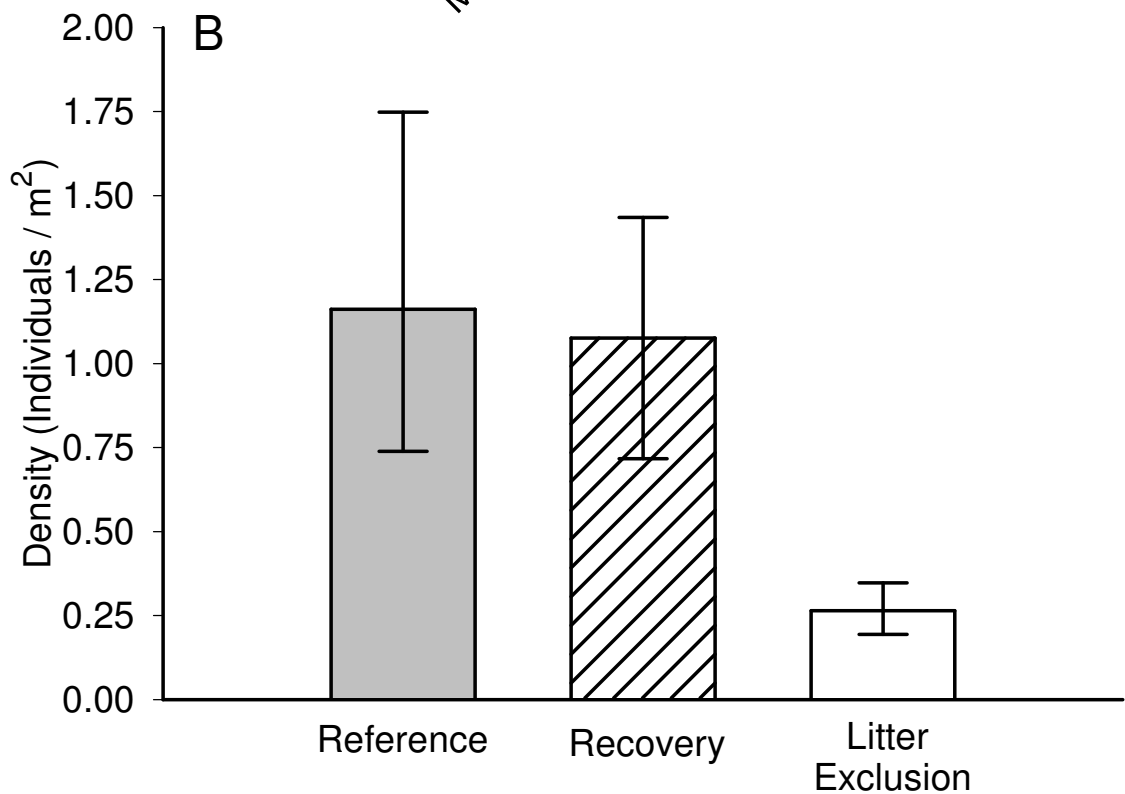 M
B
2.00
1.75
1.50
1.25
1.00
0.75
0.50
0.25
0.00
Density (Individuals / m²)
Reference
Recovery
Litter
Exclusion